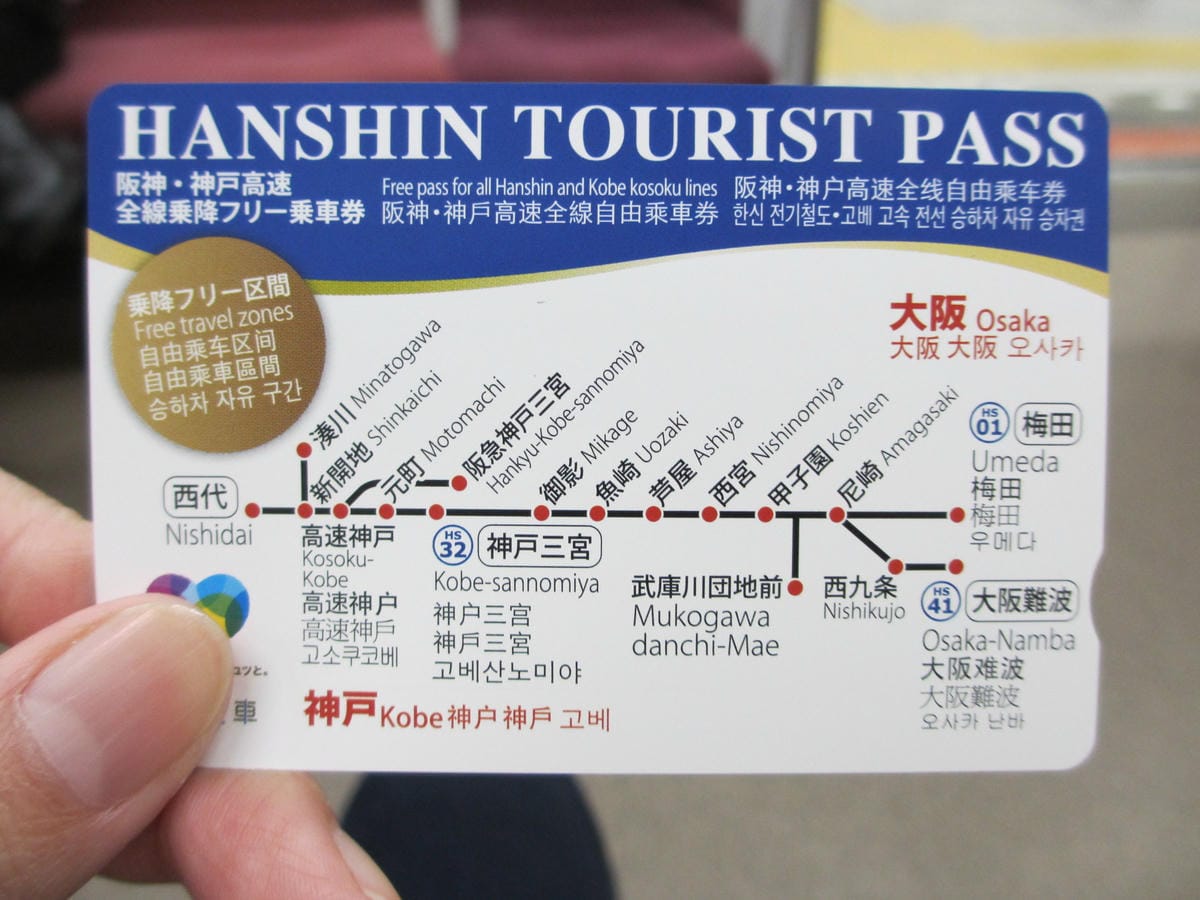 HANSHIN TOURIST PASS
阪神・神戸高速
全線乗降フリー乗車券
Free pass for all Hanshin and Kobe kosoku lines
阪神・神戶高速全線自由乘車券
阪神・神户高速全线自由乘车券
한신 전기철도・고베 고속 전선 승하차 자유 승차권
乗降フリー区間
Free travel zones
自由乘车区间
自由乘車區間
승하차 자유 구간
大阪 Osaka
大阪 大阪 오사카
湊川 Minatogawa
新開地 Shinkaichi
元町 Motomachi
阪急神戸三宮
Hankyu-Kobe-sannomiya
御影 Mikage
魚崎 Uozaki
芦屋 Ashiya
西宮 Nishinomiya
甲子園 Koshien
尼崎 Amagasaki
HS
01 梅田
Umeda
梅田
梅田
우메다
西代
Nishidai
高速神戸
Kosoku-
Kobe
高速神户
高速神戶
고소쿠코베
HS
32 神戸三宮
Kobe-sannomiya
神户三宫
神戶三宮
고베산노미야
武庫川団地前
Mukogawa
danchi-Mae
西九条
Nishikujo
HS
41 大阪難波
Osaka-Namba
大阪难波
大阪難波
오사카 난바
ュッと。
車
神戸 Kobe 神户 神戶 고베